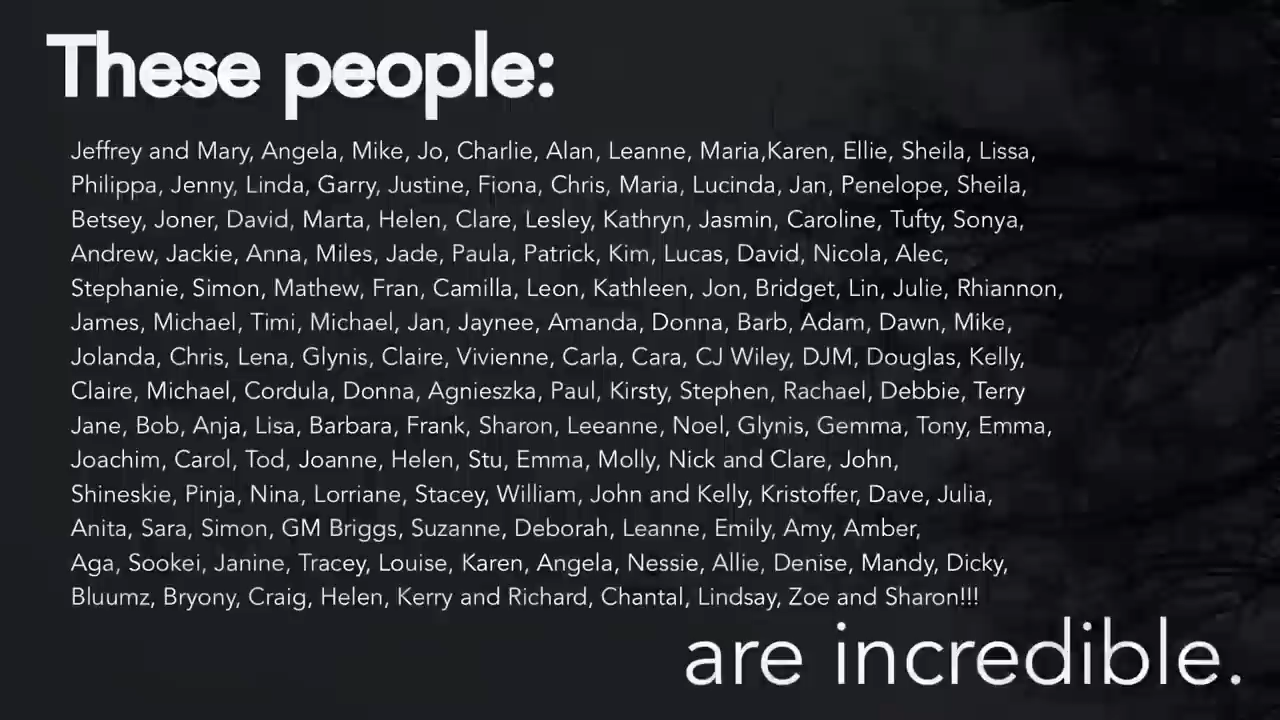 These people:
Jeffrey and Mary, Angela, Mike, Jo, Charlie, Alan, Leanne, Maria,Karen, Ellie, Sheila, Lissa,
Philippa, Jenny, Linda, Garry, Justine, Fiona, Chris, Maria, Lucinda, Jan, Penelope, Sheila,
Betsey, Joner, David, Marta, Helen, Clare, Lesley, Kathryn, Jasmin, Caroline, Tufty, Sonya,
Andrew, Jackie, Anna, Miles, Jade, Paula, Patrick, Kim, Lucas, David, Nicola, Alec,
Stephanie, Simon, Mathew, Fran, Camilla, Leon, Kathleen, Jon, Bridget, Lin, Julie, Rhiannon,
James, Michael, Timi, Michael, Jan, Jaynee, Amanda, Donna, Barb, Adam, Dawn, Mike,
Jolanda, Chris, Lena, Glynis, Claire, Vivienne, Carla, Cara, CJ Wiley, DJM, Douglas, Kelly,
Claire, Michael, Cordula, Donna, Agnieszka, Paul, Kirsty, Stephen, Rachael, Debbie, Terry
Jane, Bob, Anja, Lisa, Barbara, Frank, Sharon, Leeanne, Noel, Glynis, Gemma, Tony, Emma,
Joachim, Carol, Tod, Joanne, Helen, Stu, Emma, Molly, Nick and Clare, John,
Shineskie, Pinja, Nina, Lorriane, Stacey, William, John and Kelly, Kristoffer, Dave, Julia,
Anita, Sara, Simon, GM Briggs, Suzanne, Deborah, Leanne, Emily, Amy, Amber,
Aga, Sookei, Janine, Tracey, Louise, Karen, Angela, Nessie, Allie, Denise, Mandy, Dicky,
Bluumz, Bryony, Craig, Helen, Kerry and Richard, Chantal, Lindsay, Zoe and Sharon!!!
are incredible.